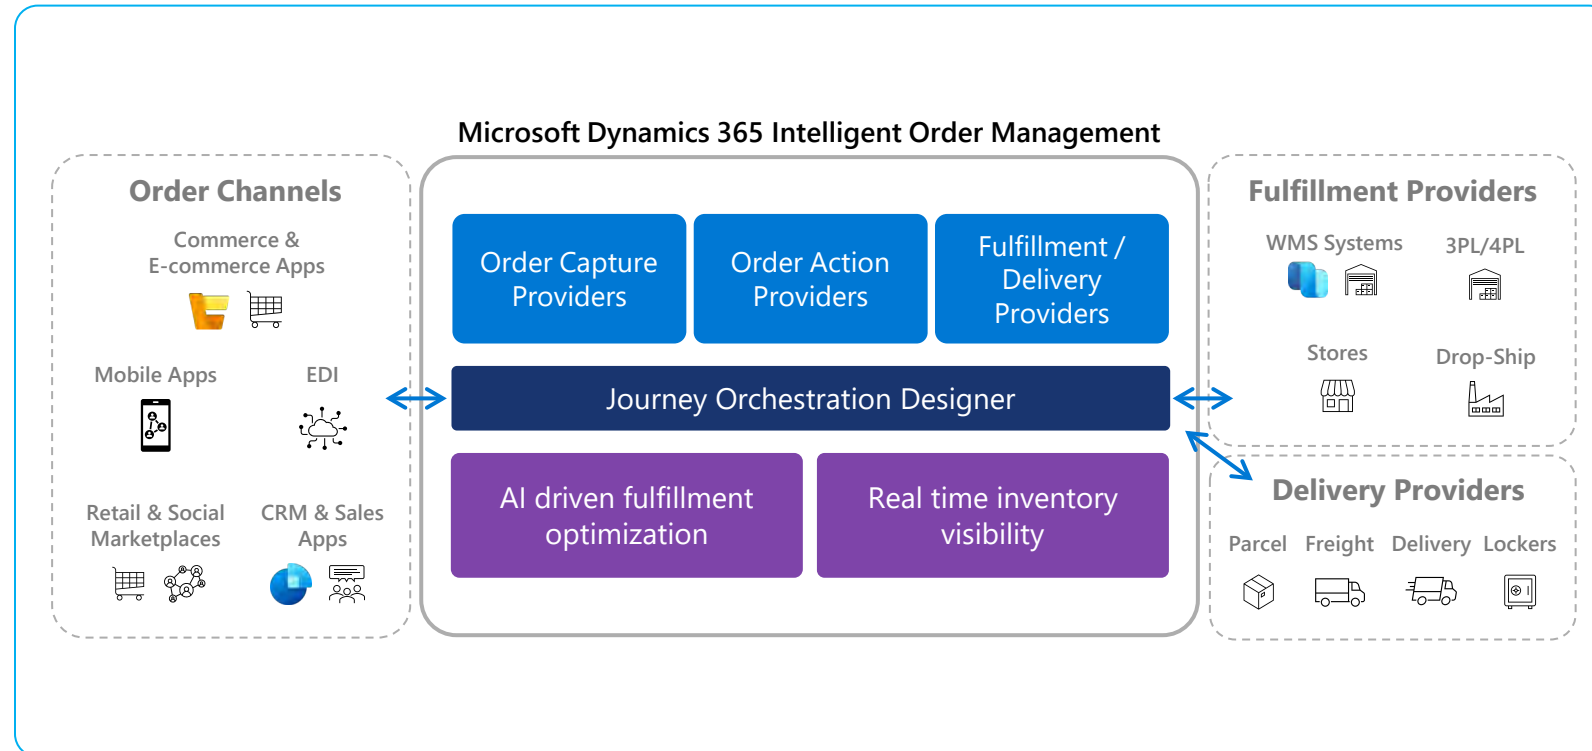 Microsoft Dynamics 365 Intelligent Order Management
Order Channels
Commerce &
E-commerce Apps
Mobile Apps
EDI
Retail & Social
Marketplaces
CRM & Sales
Apps
Order Capture
Providers
Order Action
Providers
Fulfillment /
Delivery
Providers
Journey Orchestration Designer
AI driven fulfillment
optimization
Real time inventory
visibility
Fulfillment Providers
WMS Systems
3PL/4PL
Stores
Drop-Ship
Delivery Providers
Parcel
Freight
Delivery
Lockers